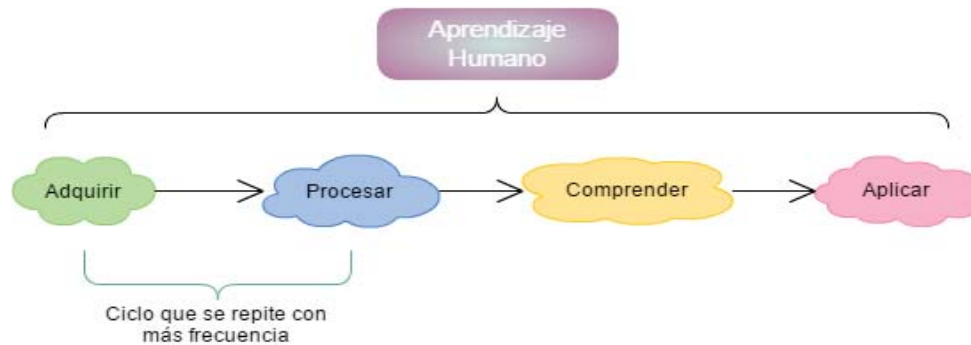 Aprendizaje
Humano
Adquirir
Procesar
Comprender
Aplicar
Ciclo que se repite con
más frecuencia